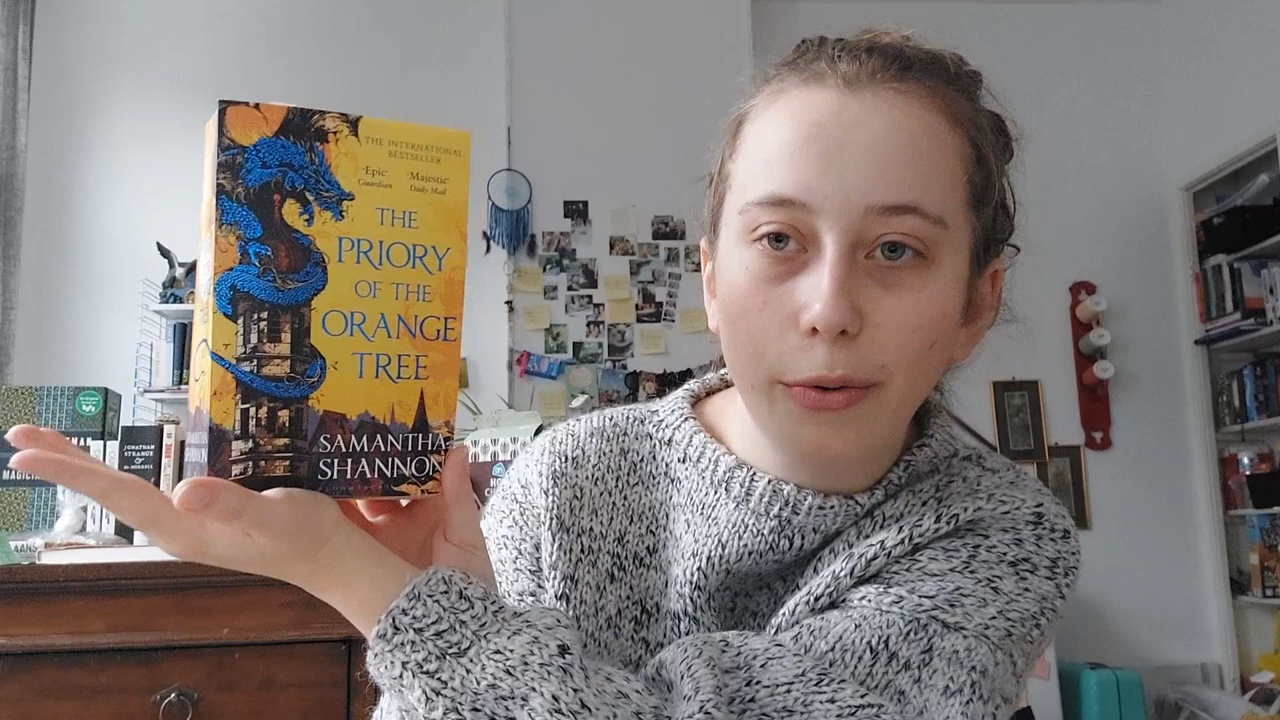 THE INTERNATIONAL
BESTSELLER
'Epic'
Guardian
'Majestic'
Daily Mail
THE
PRIORY
OF THE
ORANGE
TREE
SAMANTHA
SHANNON
JONATHAN
STRANGE
&
Mr NORRELL